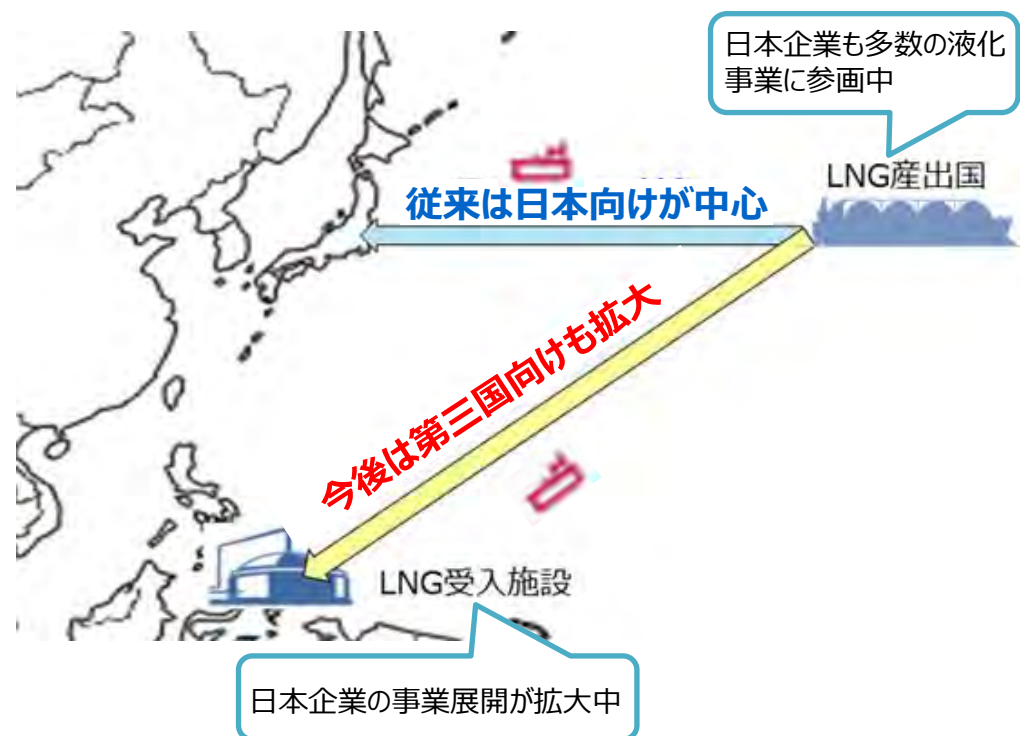 日本企業も多数の液化
事業に参画中
LNG産出国
従来は日本向けが中心
今後は第三国向けも拡大
LNG受入施設
日本企業の事業展開が拡大中